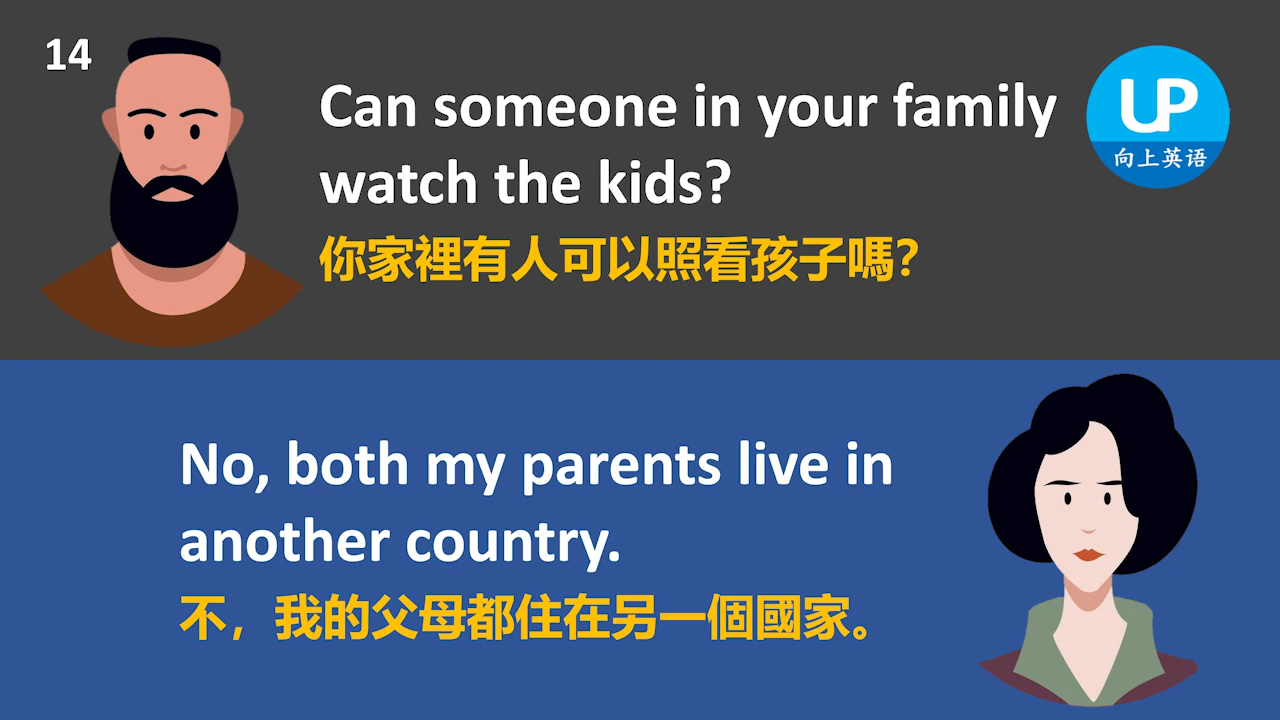 14
Can someone in your family
watch the kids?
你家裡有人可以照看孩子嗎？
UP
向上英语
No, both my parents live in
another country.
不，我的父母都住在另一個國家。